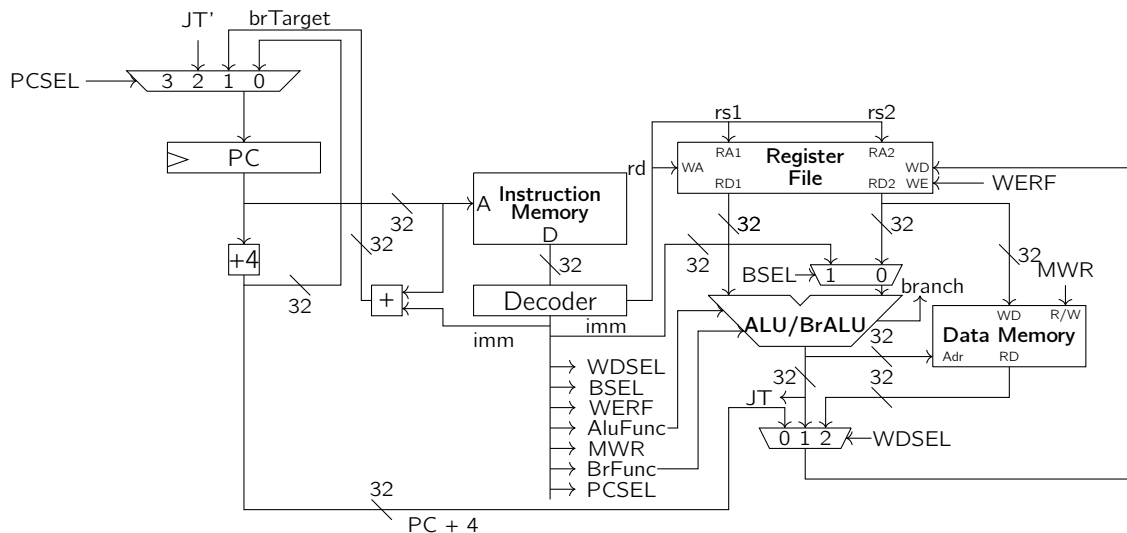 JT' brTarget
PCSEL 3 2 1 0
rs1 rs2
PC
rd WA RA1 Register File RA2 WD
RD1 RD2 WE WERF
A Instruction Memory D
32
32
32
32
32
+4
32
32
32
32
BSEL 1 0
MWR
branch
+
Decoder
imm
imm
ALU/BrALU
32
WD R/W
Data Memory
Adr RD
WDSEL
BSEL
WERF
AluFunc
MWR
BrFunc
PCSEL
32
32
JT
0 1 2 WDSEL
32
PC + 4